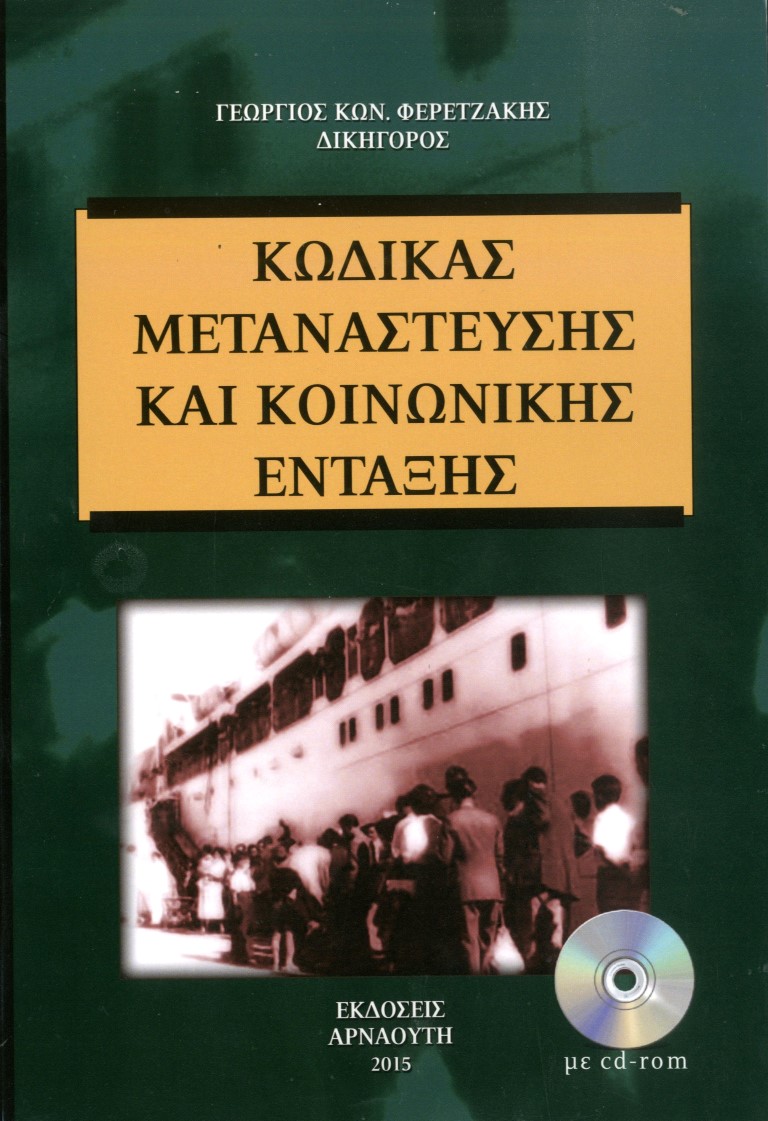 ΓΕΩΡΓΙΟΣ ΚΩΝ. ΦΕΡΕΤΖΑΚΗΣ
ΔΙΚΗΓΟΡΟΣ
ΚΩΔΙΚΑΣ
ΜΕΤΑΝΑΣΤΕΥΣΗΣ
ΚΑΙ ΚΟΙΝΩΝΙΚΗΣ
ΕΝΤΑΞΗΣ
ΕΚΔΟΣΕΙΣ
ΑΡΝΑΟΥΤΗ
2015
με cd-rom